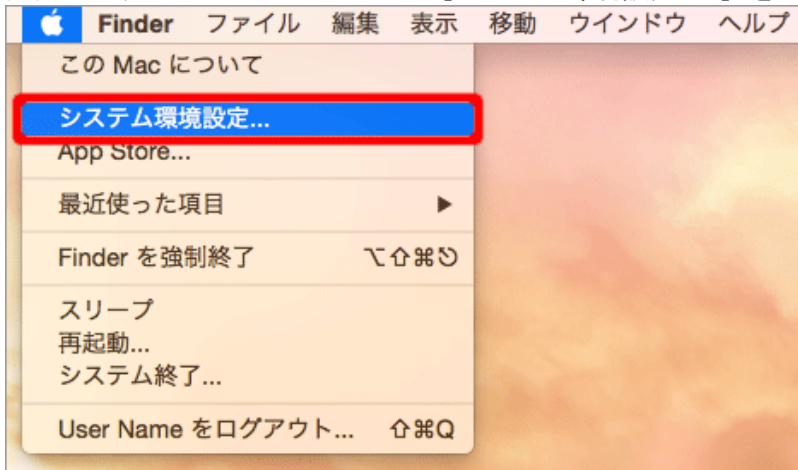 Finder ファイル 編集 表示 移動 ウインドウ ヘルプ
この Mac について
システム環境設定...
App Store...
最近使った項目 ▶
Finder を強制終了 ⌥⇧⌘⎋
スリープ
再起動...
システム終了...
User Name をログアウト... ⇧⌘Q